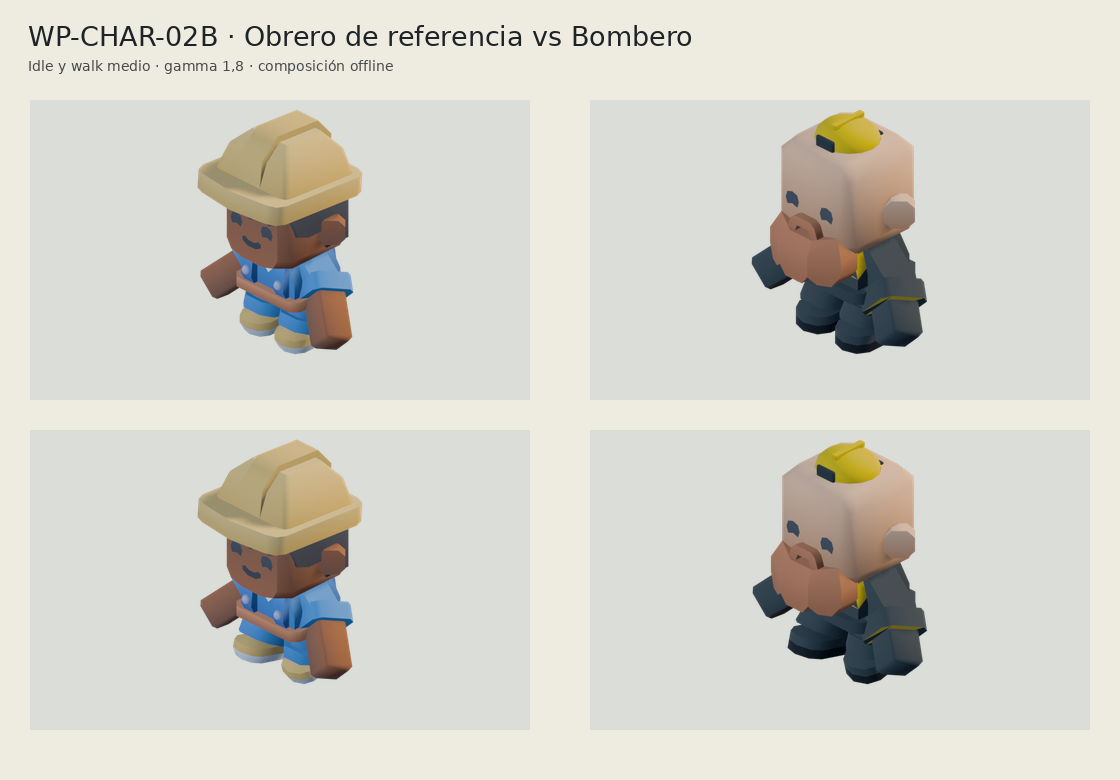 WP-CHAR-02B · Obrero de referencia vs Bombero
Idle y walk medio · gamma 1,8 · composición offline